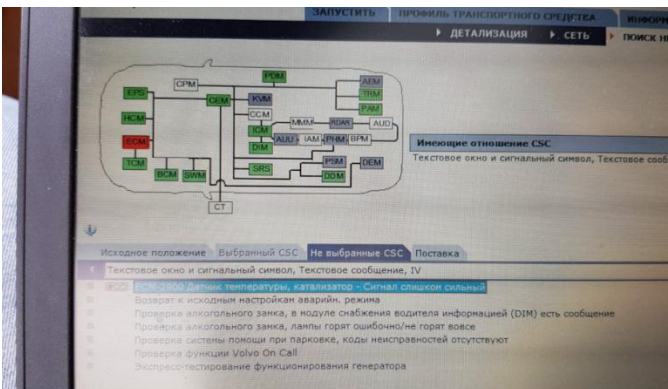 ЗАПУСТИТЬ ПРОФИЛЬ ТРАНСПОРТНОГО СРЕДСТВА ИНФОРМ
ДЕТАЛИЗАЦИЯ СЕТЬ ПОИСК НЕ
CPM PDM AEM
EPS CEM KVM TRM
CCM PAM
HCM ICM MMM AUD
ECM AUU IAM PHM BPM
DIM
TCM SRS PSM DEM
BCM SWM DDM
CT
Имеющие отношение CSC
Текстовое окно и сигнальный символ, Текстовое сооб
Исходное положение Выбранный CSC Не выбранные CSC Поставка
Текстовое окно и сигнальный символ, Текстовое сообщение, IV
ECM-2900 Датчик температуры, катализатор - Сигнал слишком сильный
Возврат к исходным настройкам аварийн. режима
Проверка алкогольного замка, в модуле снабжения водителя информацией (DIM) есть сообщение
Проверка алкогольного замка, лампы горят ошибочно/не горят вовсе
Проверка системы помощи при парковке, коды неисправностей отсутствуют
Проверка функции Volvo On Call
Экспресс-тестирование функционирования генератора